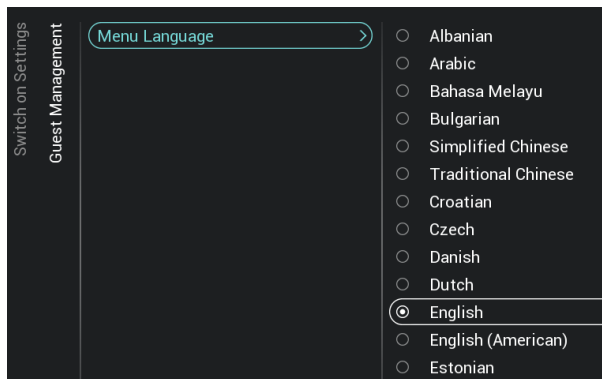 Switch on Settings
Guest Management
Menu Language
Albanian
Arabic
Bahasa Melayu
Bulgarian
Simplified Chinese
Traditional Chinese
Croatian
Czech
Danish
Dutch
English
English (American)
Estonian